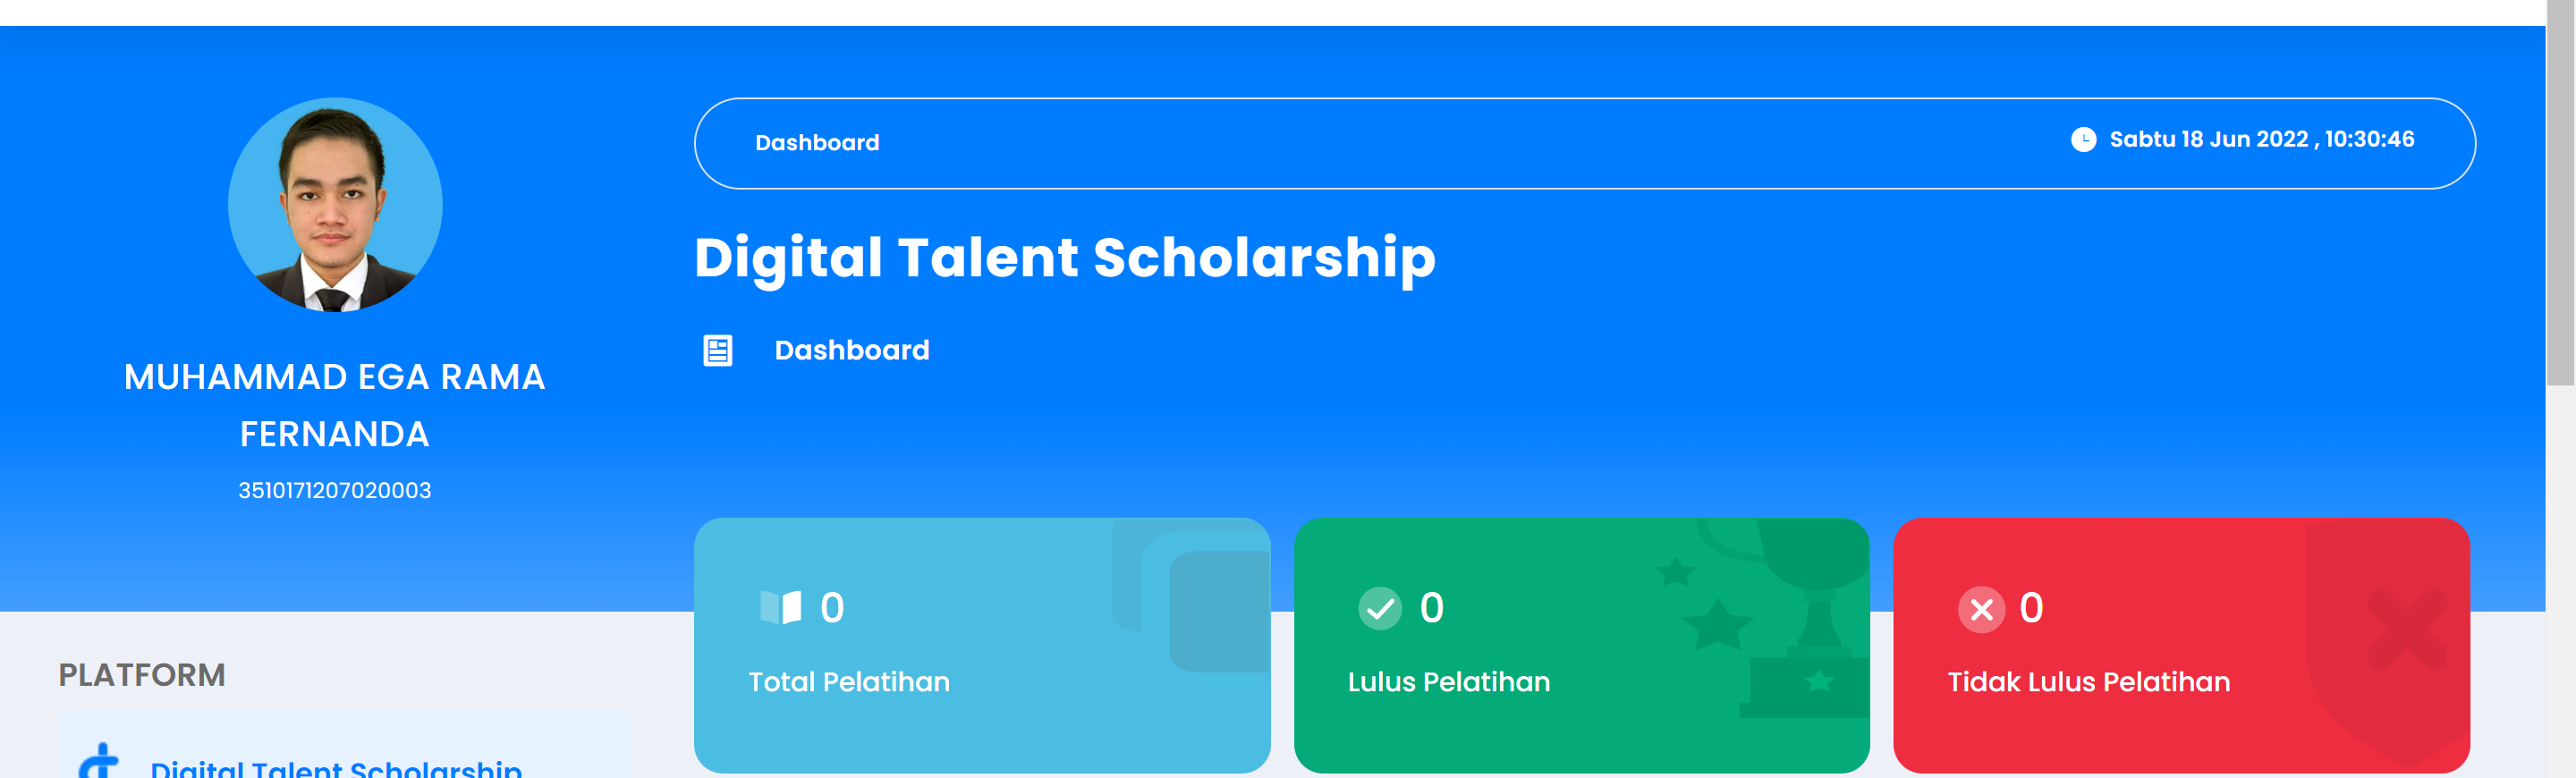 Dashboard
Sabtu 18 Jun 2022 , 10:30:46
Digital Talent Scholarship
Dashboard
MUHAMMAD EGA RAMA
FERNANDA
3510171207020003
0
Total Pelatihan
0
Lulus Pelatihan
0
Tidak Lulus Pelatihan
PLATFORM
Digital Talent Scholarship